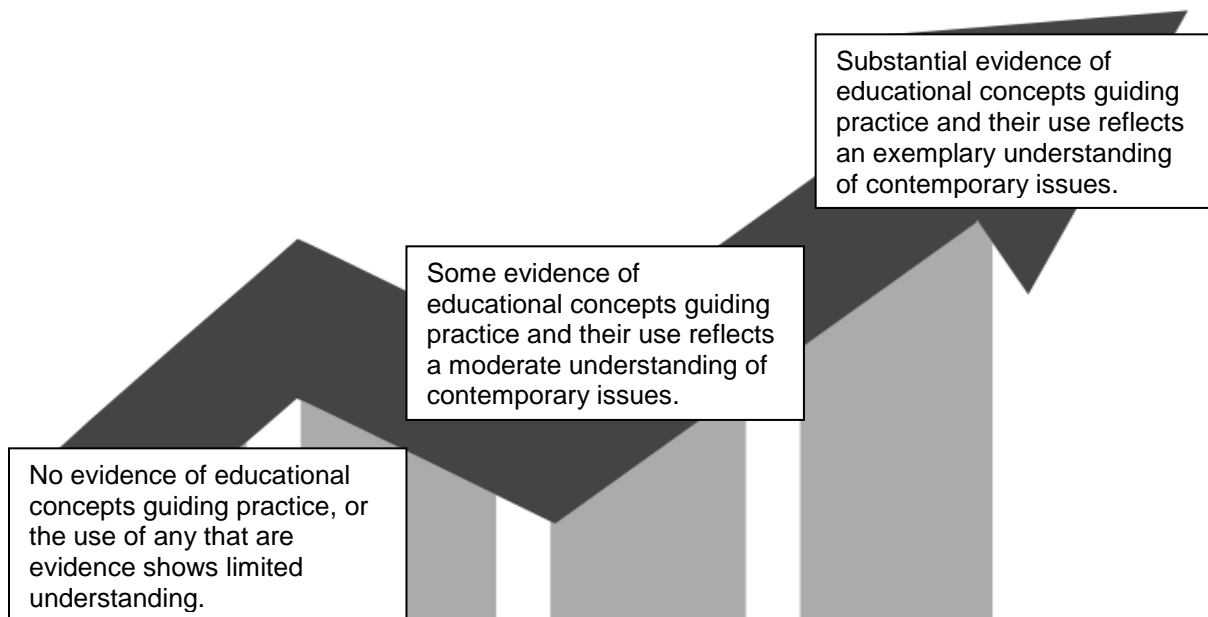 Substantial evidence of
educational concepts guiding
practice and their use reflects
an exemplary understanding
of contemporary issues.
Some evidence of
educational concepts guiding
practice and their use reflects
a moderate understanding of
contemporary issues.
No evidence of educational
concepts guiding practice, or
the use of any that are
evidence shows limited
understanding.